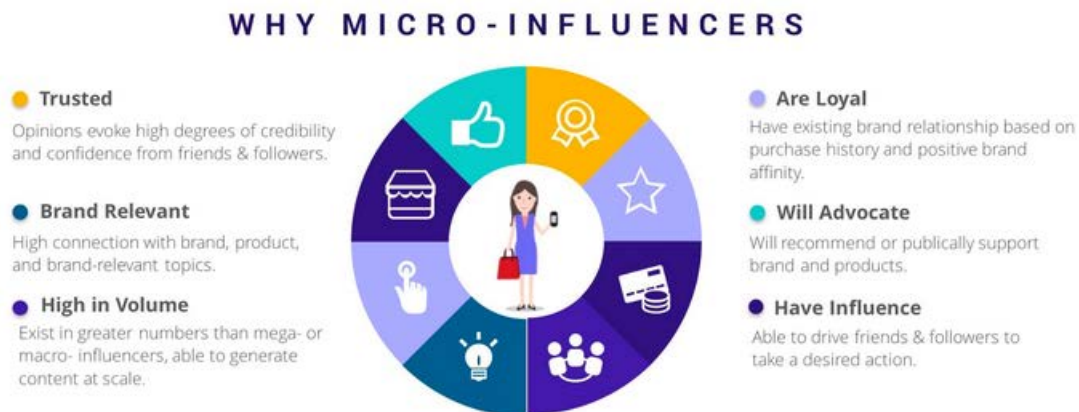 WHY MICRO-INFLUENCERS
Trusted
Opinions evoke high degrees of credibility
and confidence from friends & followers.
Brand Relevant
High connection with brand, product,
and brand-relevant topics.
High in Volume
Exist in greater numbers than mega- or
macro- influencers, able to generate
content at scale.
Are Loyal
Have existing brand relationship based on
purchase history and positive brand
affinity.
Will Advocate
Will recommend or publically support
brand and products.
Have Influence
Able to drive friends & followers to
take a desired action.